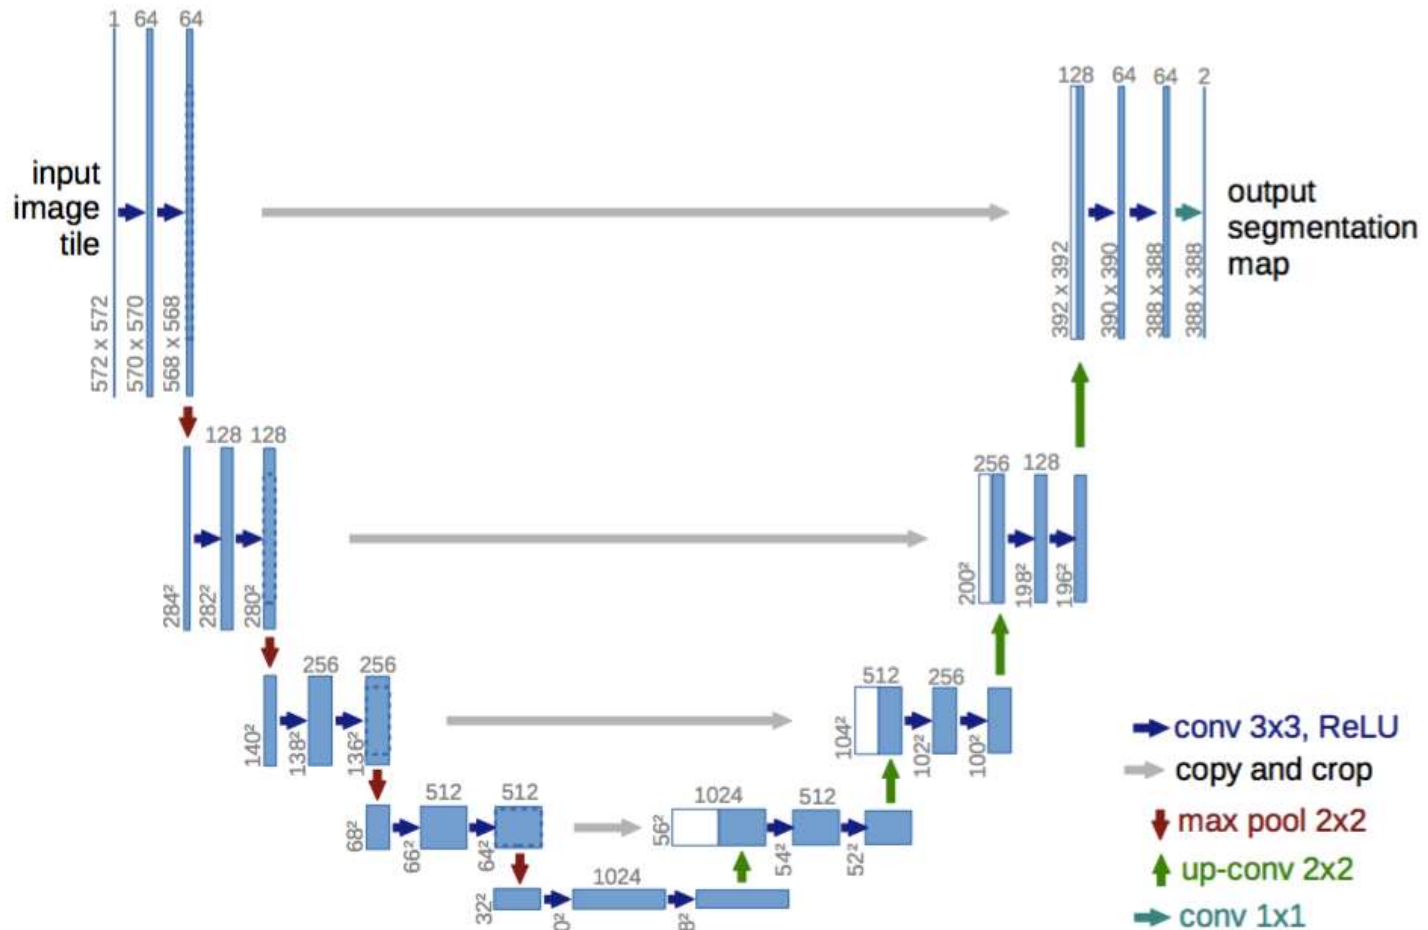 1 64 64
input
image
tile
572 x 572
570 x 570
568 x 568
128 64 64 2
392 x 392
390 x 390
388 x 388
388 x 388
output
segmentation
map
128 128
284²
282²
280²
256 128
200²
198²
196²
256 256
140²
138²
136²
512 256
104²
102²
100²
512 512
68²
66²
64²
1024 512
56²
54²
52²
1024
32²
0²
8²
conv 3x3, ReLU
copy and crop
max pool 2x2
up-conv 2x2
conv 1x1